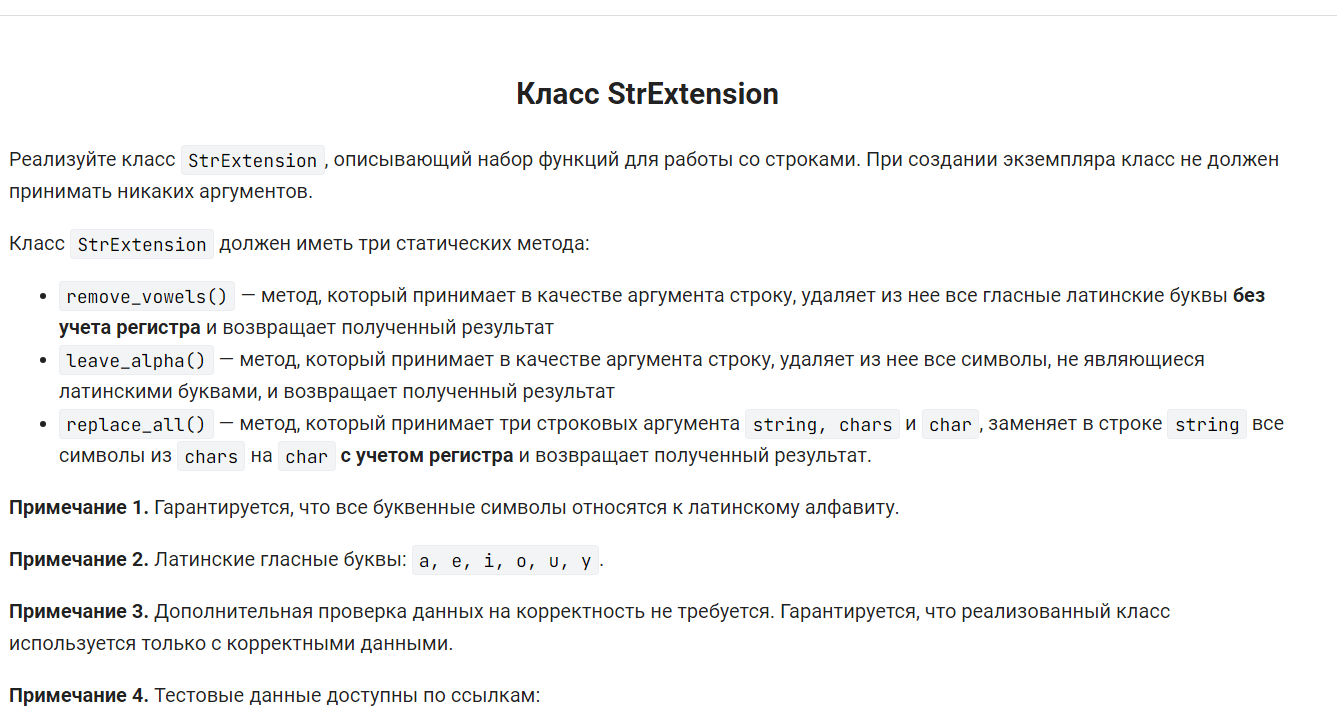 Класс StrExtension
Реализуйте класс StrExtension, описывающий набор функций для работы со строками. При создании экземпляра класс не должен
принимать никаких аргументов.
Класс StrExtension должен иметь три статических метода:
• remove_vowels() — метод, который принимает в качестве аргумента строку, удаляет из нее все гласные латинские буквы без
учета регистра и возвращает полученный результат
• leave_alpha() — метод, который принимает в качестве аргумента строку, удаляет из нее все символы, не являющиеся
латинскими буквами, и возвращает полученный результат
• replace_all() — метод, который принимает три строковых аргумента string, chars и char, заменяет в строке string все
символы из chars на char с учетом регистра и возвращает полученный результат.
Примечание 1. Гарантируется, что все буквенные символы относятся к латинскому алфавиту.
Примечание 2. Латинские гласные буквы: a, e, i, o, u, y.
Примечание 3. Дополнительная проверка данных на корректность не требуется. Гарантируется, что реализованный класс
используется только с корректными данными.
Примечание 4. Тестовые данные доступны по ссылкам: